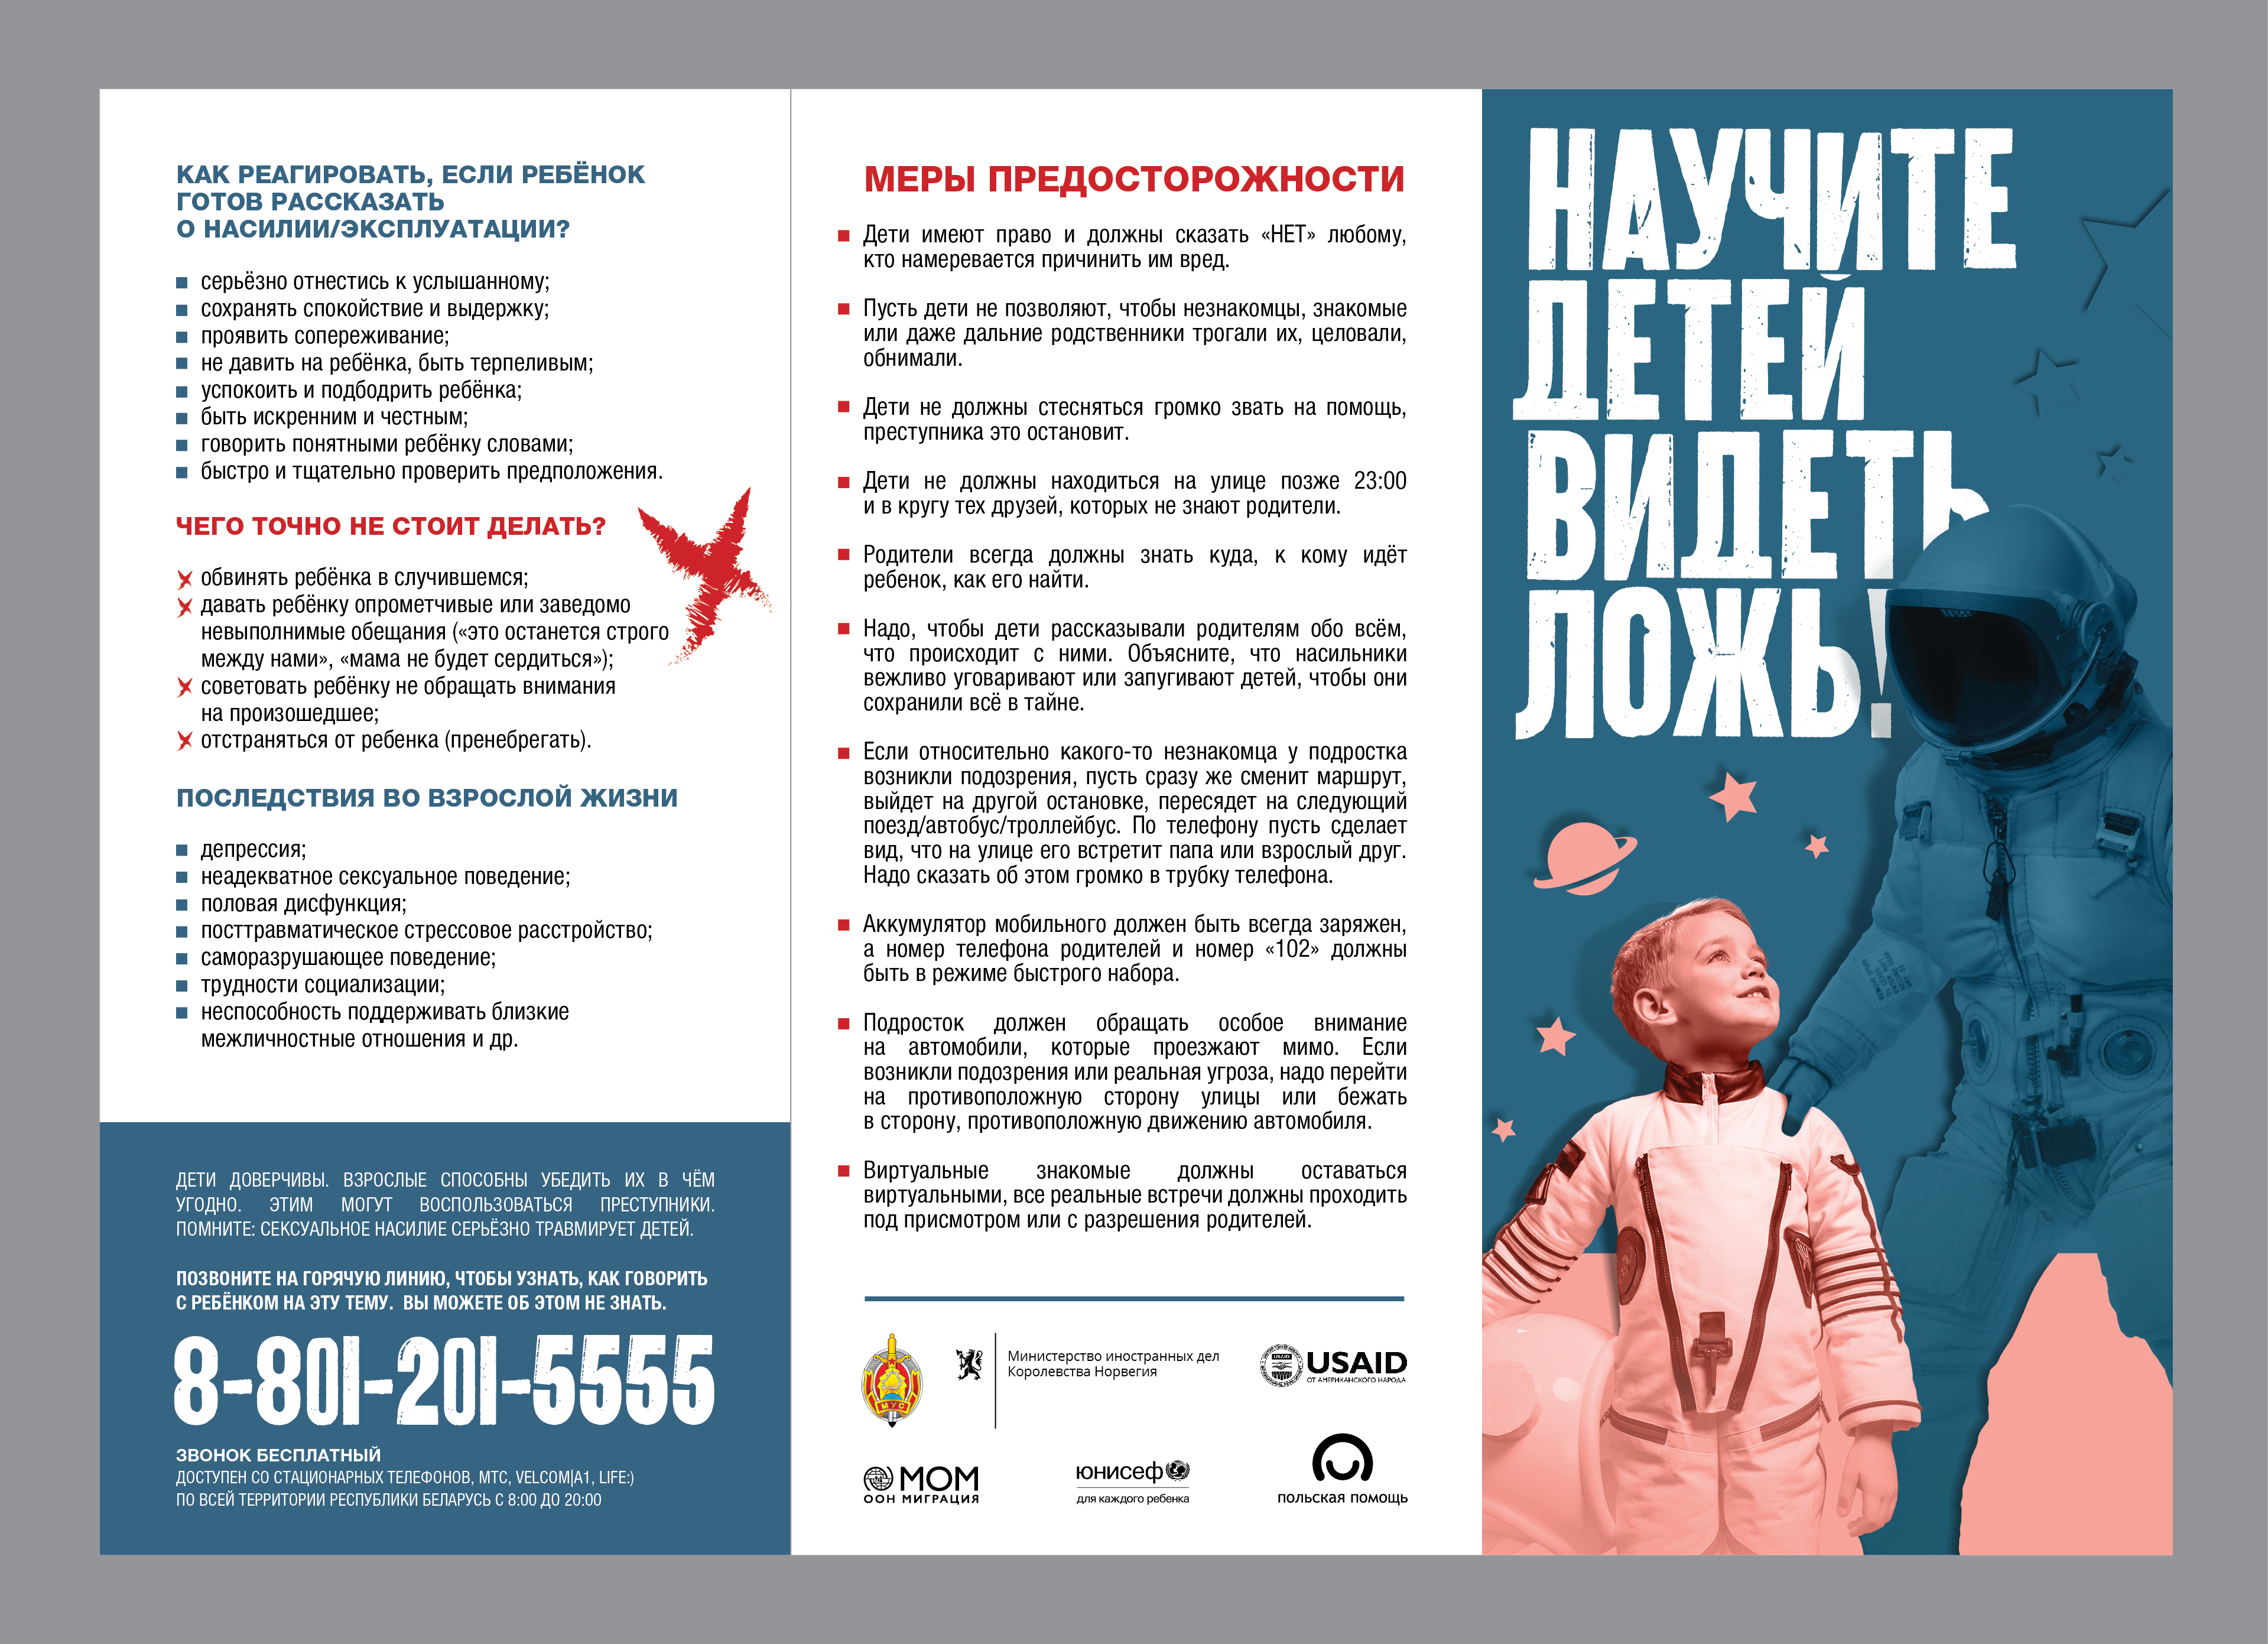 КАК РЕАГИРОВАТЬ, ЕСЛИ РЕБЁНОК
ГОТОВ РАССКАЗАТЬ
О НАСИЛИИ/ЭКСПЛУАТАЦИИ?
серьёзно отнестись к услышанному;
сохранять спокойствие и выдержку;
проявить сопереживание;
не давить на ребёнка, быть терпеливым;
успокоить и подбодрить ребёнка;
быть искренним и честным;
говорить понятными ребёнку словами;
быстро и тщательно проверить предположения.
ЧЕГО ТОЧНО НЕ СТОИТ ДЕЛАТЬ?
обвинять ребёнка в случившемся;
давать ребёнку опрометчивые или заведомо
невыполнимые обещания («это останется строго
между нами», «мама не будет сердиться»);
советовать ребёнку не обращать внимания
на произошедшее;
отстраняться от ребенка (пренебрегать).
ПОСЛЕДСТВИЯ ВО ВЗРОСЛОЙ ЖИЗНИ
депрессия;
неадекватное сексуальное поведение;
половая дисфункция;
посттравматическое стрессовое расстройство;
саморазрушающее поведение;
трудности социализации;
неспособность поддерживать близкие
межличностные отношения и др.
ДЕТИ ДОВЕРЧИВЫ. ВЗРОСЛЫЕ СПОСОБНЫ УБЕДИТЬ ИХ В ЧЁМ
УГОДНО. ЭТИМ МОГУТ ВОСПОЛЬЗОВАТЬСЯ ПРЕСТУПНИКИ.
ПОМНИТЕ: СЕКСУАЛЬНОЕ НАСИЛИЕ СЕРЬЁЗНО ТРАВМИРУЕТ ДЕТЕЙ.
ПОЗВОНИТЕ НА ГОРЯЧУЮ ЛИНИЮ, ЧТОБЫ УЗНАТЬ, КАК ГОВОРИТЬ
С РЕБЁНКОМ НА ЭТУ ТЕМУ. ВЫ МОЖЕТЕ ОБ ЭТОМ НЕ ЗНАТЬ.
8-801-201-5555
ЗВОНОК БЕСПЛАТНЫЙ
ДОСТУПЕН СО СТАЦИОНАРНЫХ ТЕЛЕФОНОВ, МТС, VELCOM|A1, LIFE:)
ПО ВСЕЙ ТЕРРИТОРИИ РЕСПУБЛИКИ БЕЛАРУСЬ С 8:00 ДО 20:00
МЕРЫ ПРЕДОСТОРОЖНОСТИ
Дети имеют право и должны сказать «НЕТ» любому,
кто намеревается причинить им вред.
Пусть дети не позволяют, чтобы незнакомцы, знакомые
или даже дальние родственники трогали их, целовали,
обнимали.
Дети не должны стесняться громко звать на помощь,
преступника это остановит.
Дети не должны находиться на улице позже 23:00
и в кругу тех друзей, которых не знают родители.
Родители всегда должны знать куда, к кому идёт
ребенок, как его найти.
Надо, чтобы дети рассказывали родителям обо всём,
что происходит с ними. Объясните, что насильники
вежливо уговаривают или запугивают детей, чтобы они
сохранили всё в тайне.
Если относительно какого-то незнакомца у подростка
возникли подозрения, пусть сразу же сменит маршрут,
выйдет на другой остановке, пересядет на следующий
поезд/автобус/троллейбус. По телефону пусть сделает
вид, что на улице его встретит папа или взрослый друг.
Надо сказать об этом громко в трубку телефона.
Аккумулятор мобильного должен быть всегда заряжен,
а номер телефона родителей и номер «102» должны
быть в режиме быстрого набора.
Подросток должен обращать особое внимание
на автомобили, которые проезжают мимо. Если
возникли подозрения или реальная угроза, надо перейти
на противоположную сторону улицы или бежать
в сторону, противоположную движению автомобиля.
Виртуальные знакомые должны оставаться
виртуальными, все реальные встречи должны проходить
под присмотром или с разрешения родителей.
МУС
Министерство иностранных дел
Королевства Норвегия
USAID
ОТ АМЕРИКАНСКОГО НАРОДА
МОМ
ООН МИГРАЦИЯ
юнисеф
для каждого ребенка
ПОЛЬСКАЯ ПОМОЩЬ
НАУЧИТЕ
ДЕТЕЙ
ВИДЕТЬ
ЛОЖЬ!